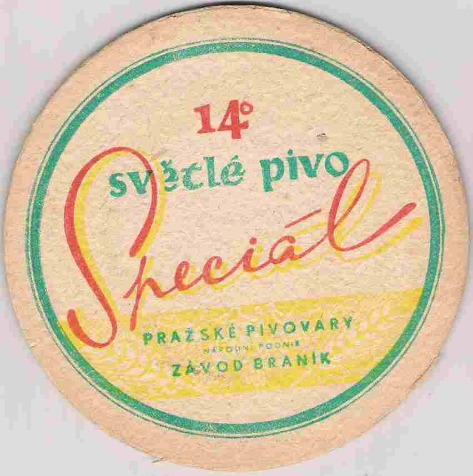 14°
světlé pivo
Speciál
PRAŽSKÉ PIVOVARY
NÁRODNÍ PODNIK
ZÁVOD BRANÍK